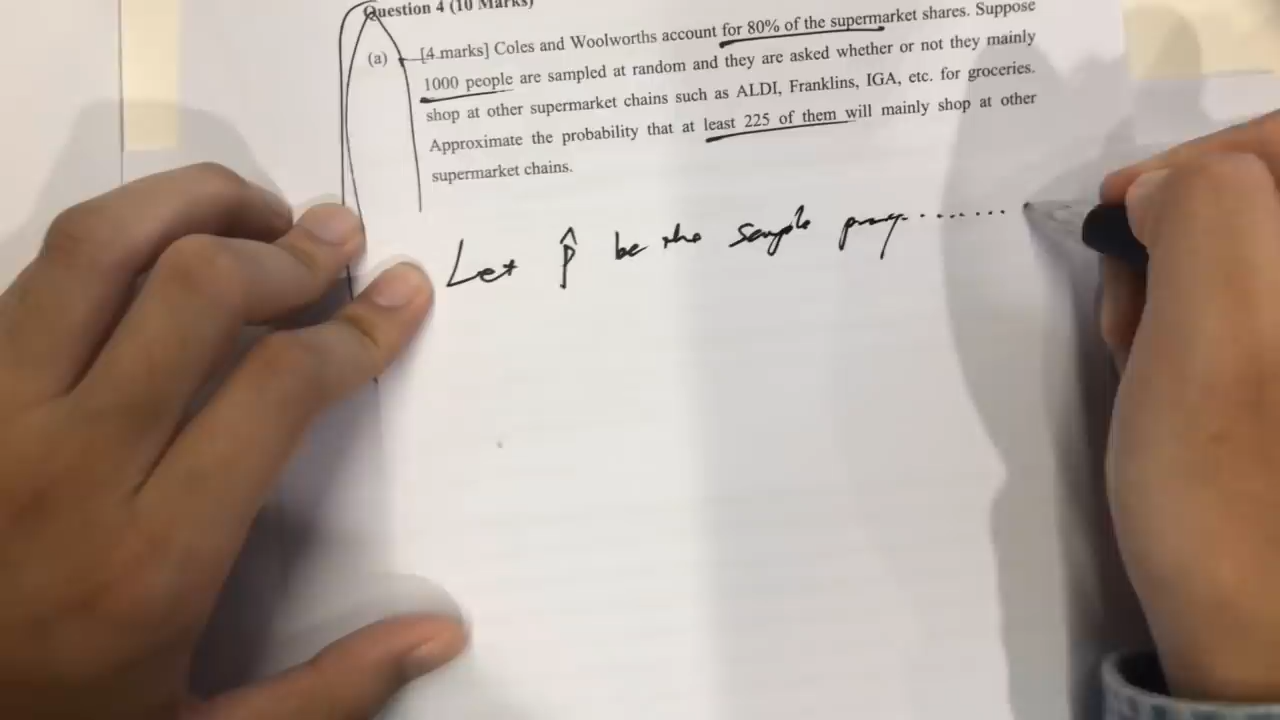 Question 4 (10 Marks)
(a) [4 marks] Coles and Woolworths account for 80% of the supermarket shares. Suppose
1000 people are sampled at random and they are asked whether or not they mainly
shop at other supermarket chains such as ALDI, Franklins, IGA, etc. for groceries.
Approximate the probability that at least 225 of them will mainly shop at other
supermarket chains.
Let p̂ be the sample ........